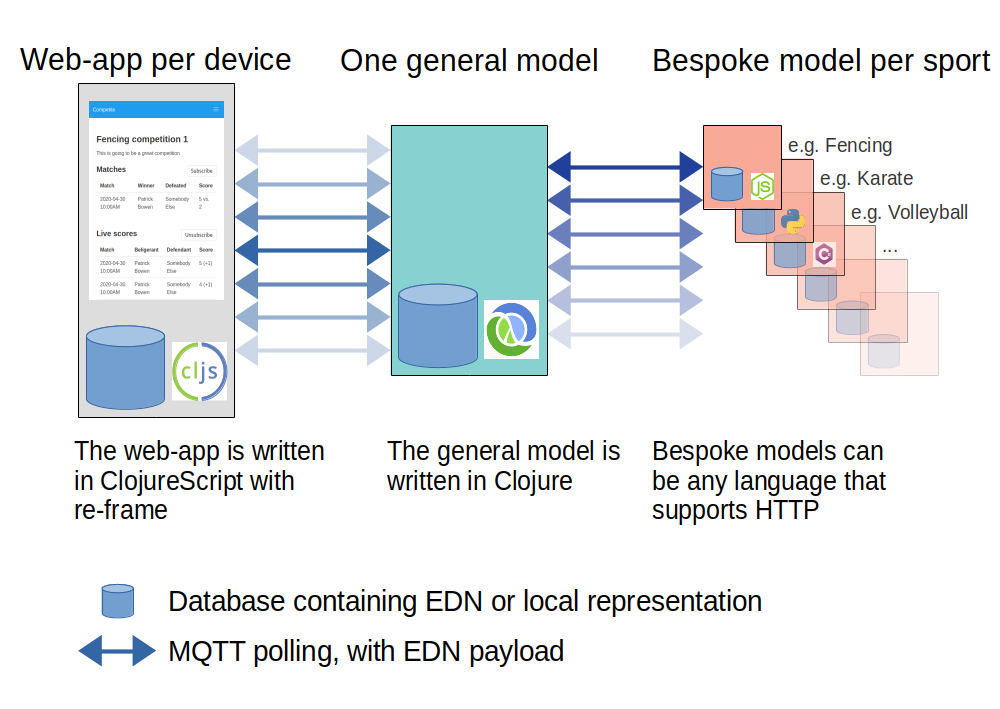 Web-app per device
One general model
Bespoke model per sport
Competitio
Fencing competition 1
This is going to be a great competition
Matches
Subscribe
Match Winner Defeated Score
2020-04-30 Patrick Somebody 5 vs.
10:00AM Bowen Else 2
Live scores
Unsubscribe
Match Beligerant Defendant Score
2020-04-30 Patrick Somebody 5 (+1)
10:00AM Bowen Else
2020-04-30 Patrick Somebody 4 (+1)
10:00AM Bowen Else
cljs
JS
C#
e.g. Fencing
e.g. Karate
e.g. Volleyball
...
The web-app is written
in ClojureScript with
re-frame
The general model is
written in Clojure
Bespoke models can
be any language that
supports HTTP
Database containing EDN or local representation
MQTT polling, with EDN payload